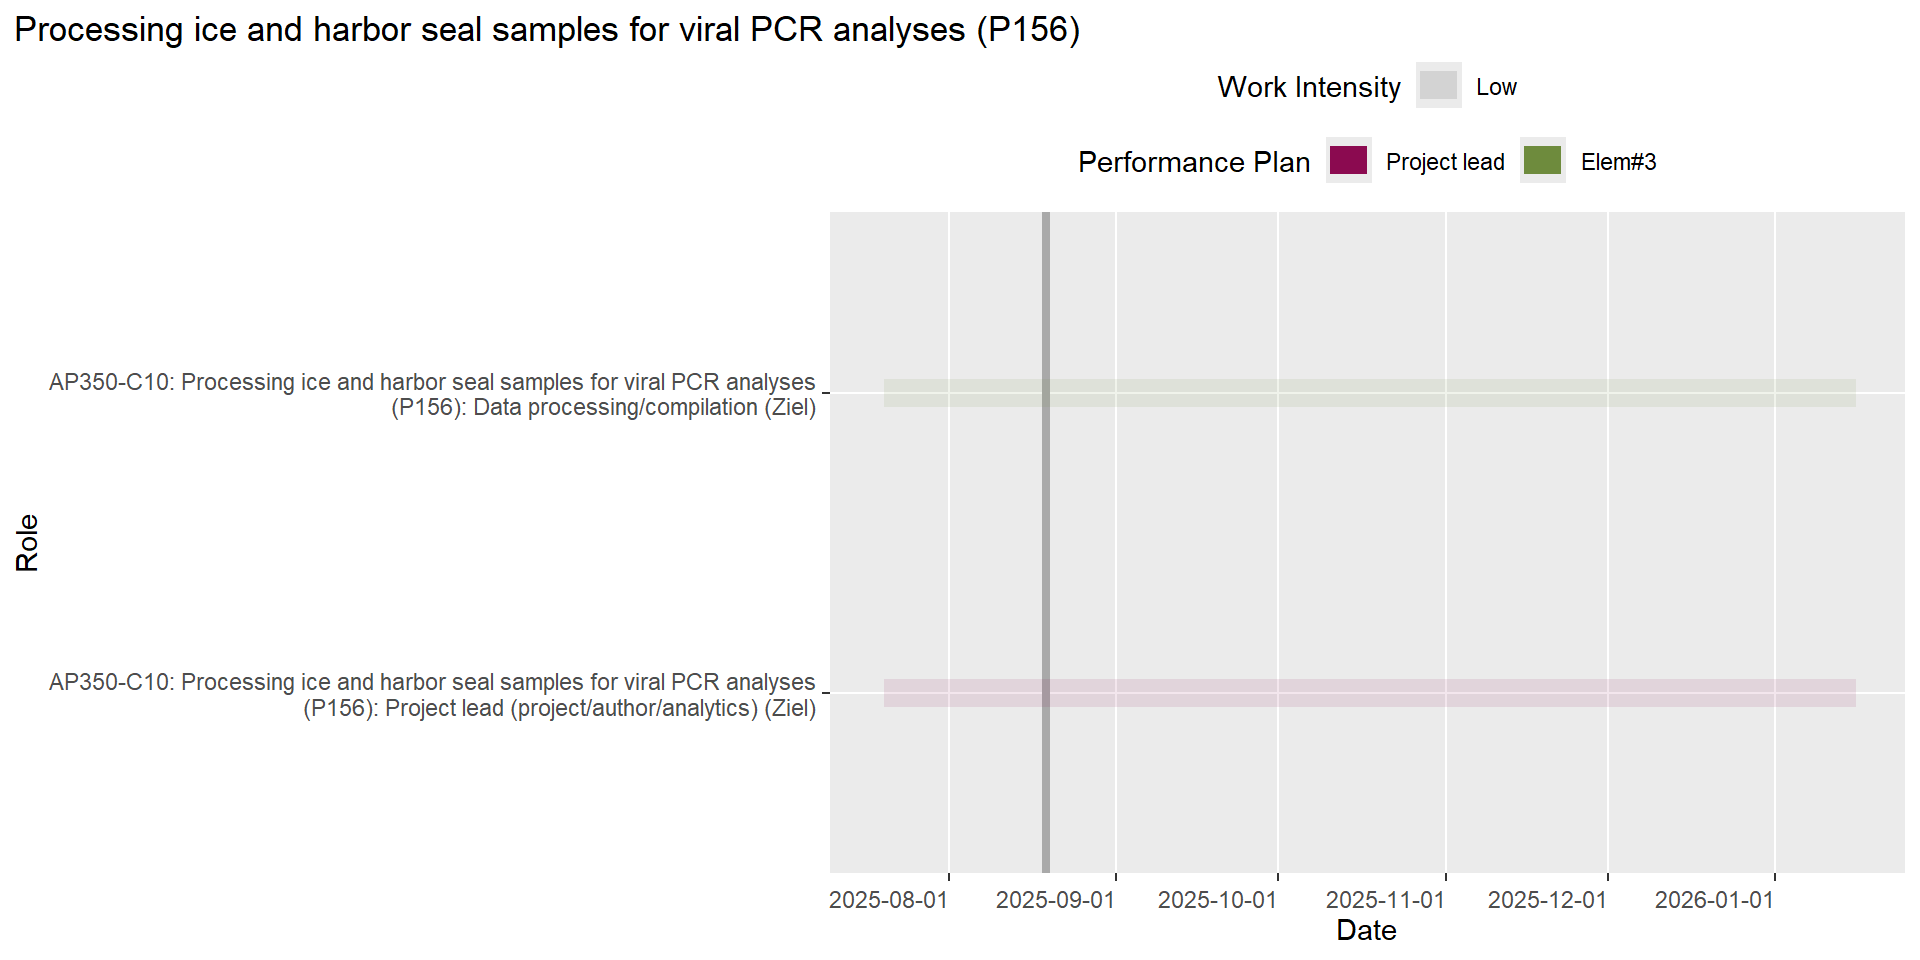 Processing ice and harbor seal samples for viral PCR analyses (P156)
Work Intensity Low
Performance Plan Project lead Elem#3
Role
AP350-C10: Processing ice and harbor seal samples for viral PCR analyses
(P156): Data processing/compilation (Ziel)
AP350-C10: Processing ice and harbor seal samples for viral PCR analyses
(P156): Project lead (project/author/analytics) (Ziel)
2025-08-01 2025-09-01 2025-10-01 2025-11-01 2025-12-01 2026-01-01
Date